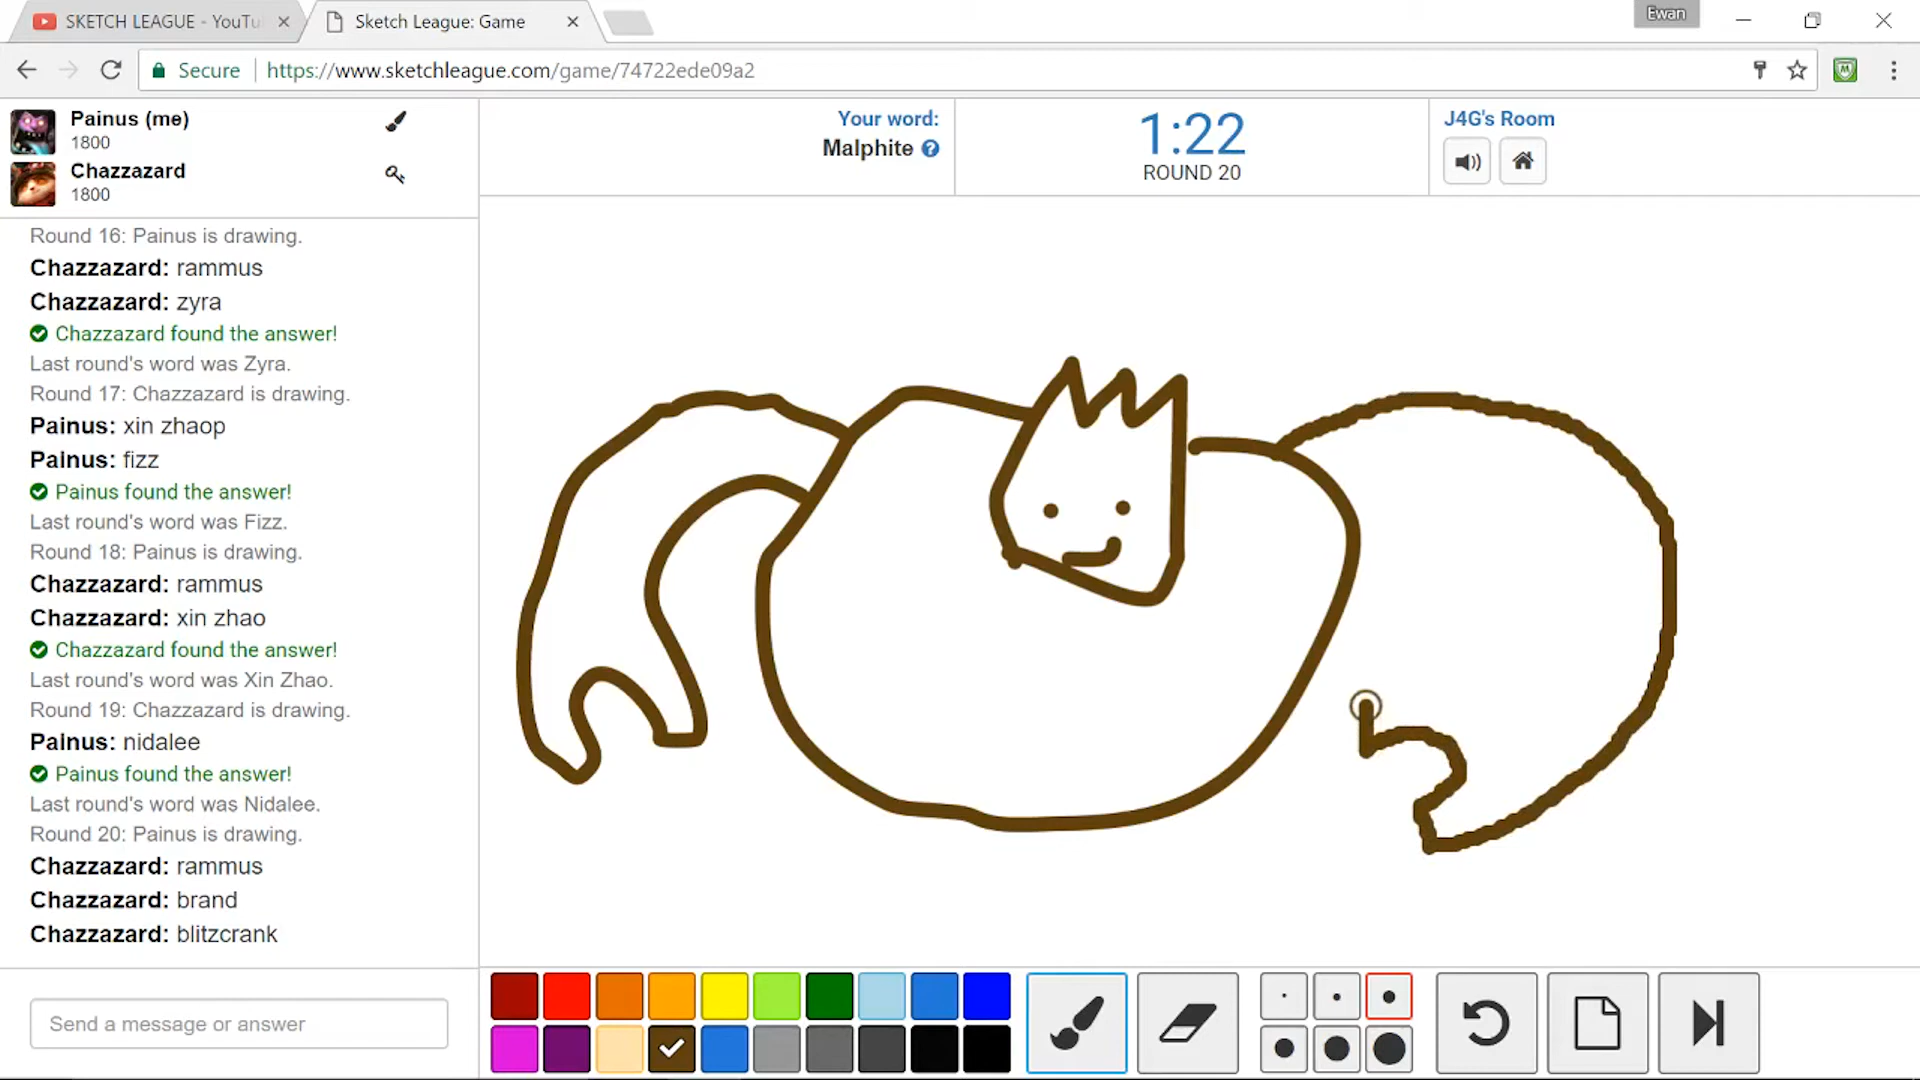 SKETCH LEAGUE - YouTu
Sketch League: Game
Ewan
Secure
https://www.sketchleague.com/game/74722ede09a2
Painus (me)
1800
Chazzazard
1800
Your word:
Malphite
1:22
ROUND 20
J4G's Room
Round 16: Painus is drawing.
Chazzazard: rammus
Chazzazard: zyra
Chazzazard found the answer!
Last round's word was Zyra.
Round 17: Chazzazard is drawing.
Painus: xin zhaop
Painus: fizz
Painus found the answer!
Last round's word was Fizz.
Round 18: Painus is drawing.
Chazzazard: rammus
Chazzazard: xin zhao
Chazzazard found the answer!
Last round's word was Xin Zhao.
Round 19: Chazzazard is drawing.
Painus: nidalee
Painus found the answer!
Last round's word was Nidalee.
Round 20: Painus is drawing.
Chazzazard: rammus
Chazzazard: brand
Chazzazard: blitzcrank
Send a message or answer